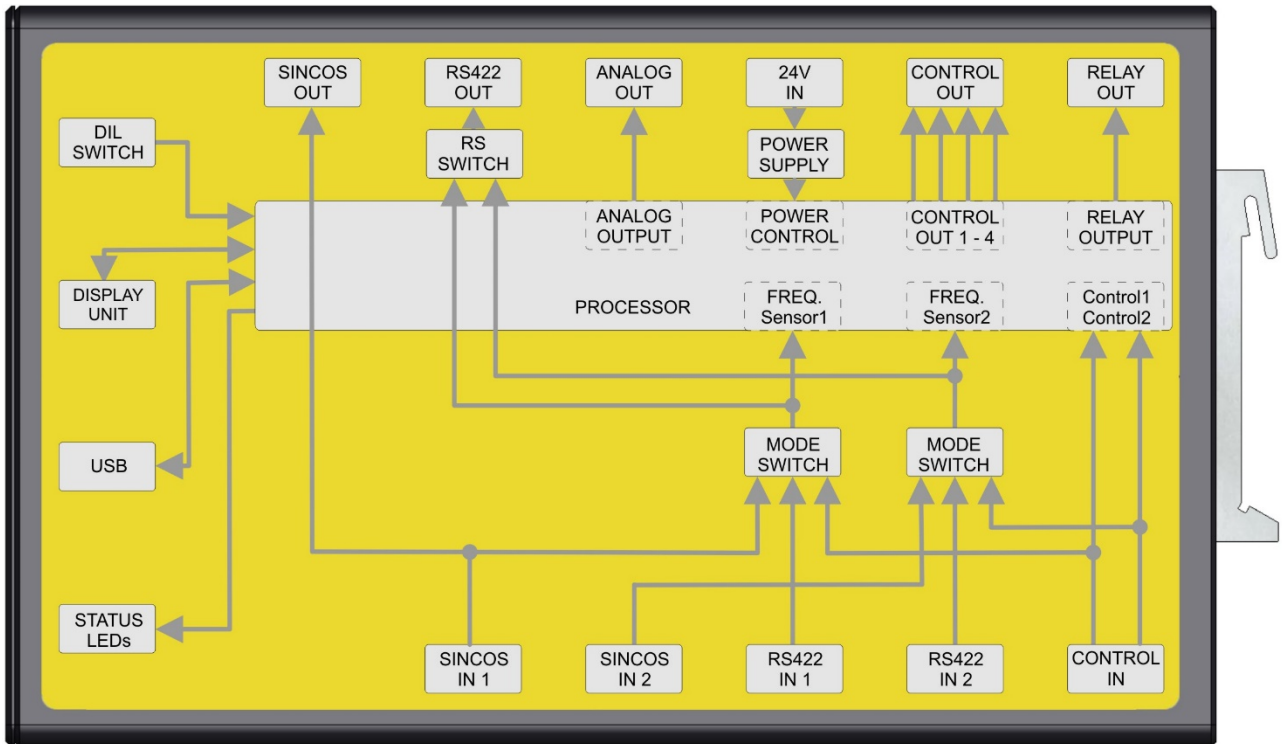 SINCOS
OUT
RS422
OUT
ANALOG
OUT
24V
IN
CONTROL
OUT
RELAY
OUT
DIL
SWITCH
RS
SWITCH
POWER
SUPPLY
ANALOG
OUTPUT
POWER
CONTROL
CONTROL
OUT 1 - 4
RELAY
OUTPUT
DISPLAY
UNIT
PROCESSOR
FREQ.
Sensor1
FREQ.
Sensor2
Control1
Control2
USB
MODE
SWITCH
MODE
SWITCH
STATUS
LEDs
SINCOS
IN 1
SINCOS
IN 2
RS422
IN 1
RS422
IN 2
CONTROL
IN